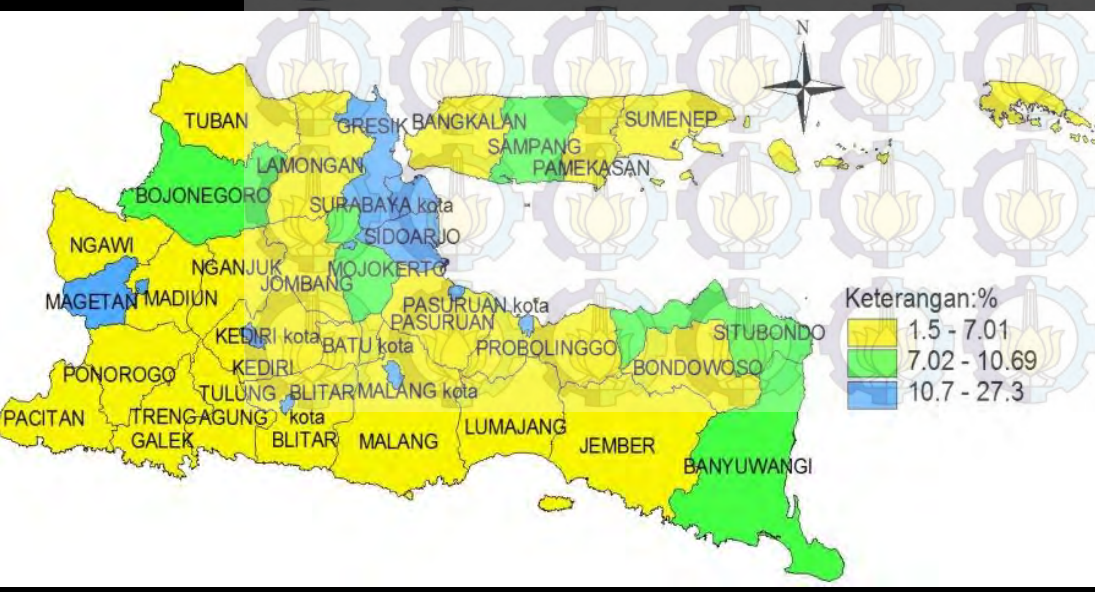 N
TUBAN
GRESIK
BANGKALAN
SUMENEP
SAMPANG
PAMEKASAN
LAMONGAN
BOJONEGORO
SURABAYA kota
SIDOARJO
NGAWI
NGANJUK
MOJOKERTO
JOMBANG
MAGETAN
MADIUN
PASURUAN kota
PASURUAN
KEDIRI kota
BATU kota
PROBOLINGGO
SITUBONDO
BONDOWOSO
KEDIRI
PONOROGO
TULUNG
BLITAR
MALANG kota
PACITAN
TRENGAGUNG
kota
GALEK
BLITAR
MALANG
LUMAJANG
JEMBER
BANYUWANGI
Keterangan:%
1.5 - 7.01
7.02 - 10.69
10.7 - 27.3